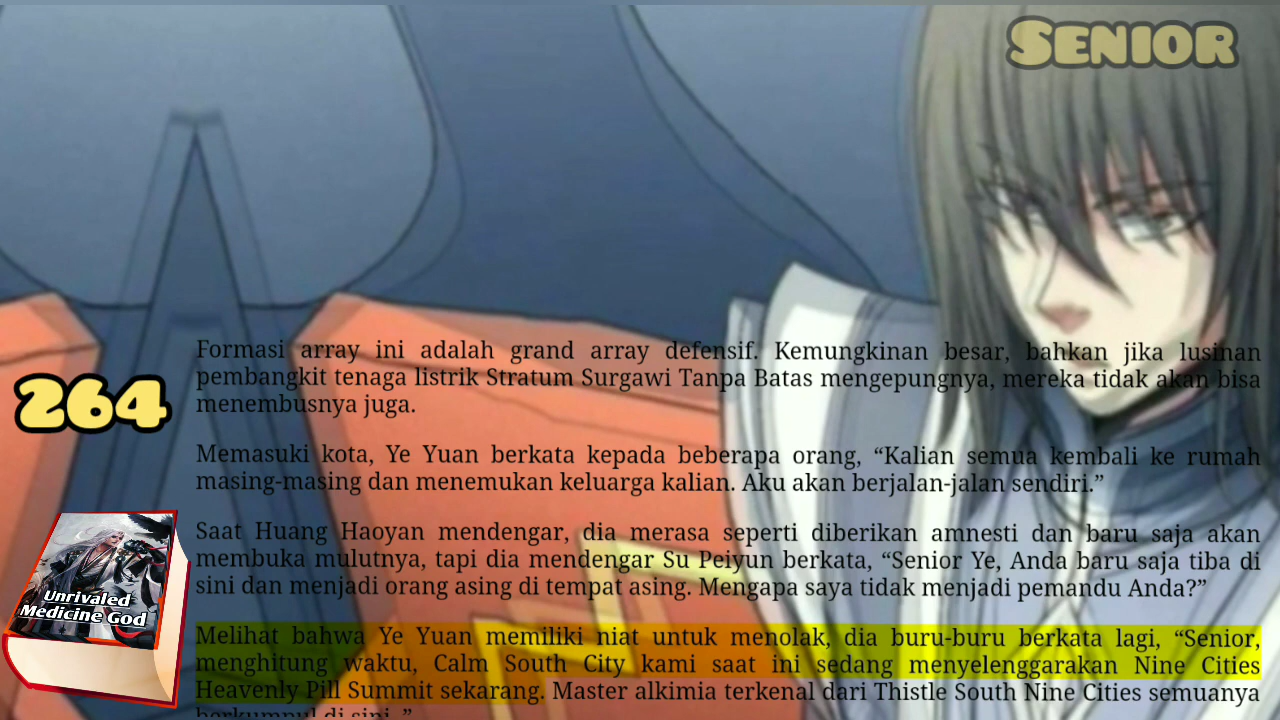 SENIOR
Formasi array ini adalah grand array defensif. Kemungkinan besar, bahkan jika lusinan
pembangkit tenaga listrik Stratum Surgawi Tanpa Batas mengepungnya, mereka tidak akan bisa
menembusnya juga.
264
Memasuki kota, Ye Yuan berkata kepada beberapa orang, “Kalian semua kembali ke rumah
masing-masing dan menemukan keluarga kalian. Aku akan berjalan-jalan sendiri.”
Saat Huang Haoyan mendengar, dia merasa seperti diberikan amnesti dan baru saja akan
membuka mulutnya, tapi dia mendengar Su Peiyun berkata, “Senior Ye, Anda baru saja tiba di
sini dan menjadi orang asing di tempat asing. Mengapa saya tidak menjadi pemandu Anda?”
Unrivaled
Medicine God
Melihat bahwa Ye Yuan memiliki niat untuk menolak, dia buru-buru berkata lagi, “Senior,
menghitung waktu, Calm South City kami saat ini sedang menyelenggarakan Nine Cities
Heavenly Pill Summit sekarang. Master alkimia terkenal dari Thistle South Nine Cities semuanya
berkumpul di sini.”